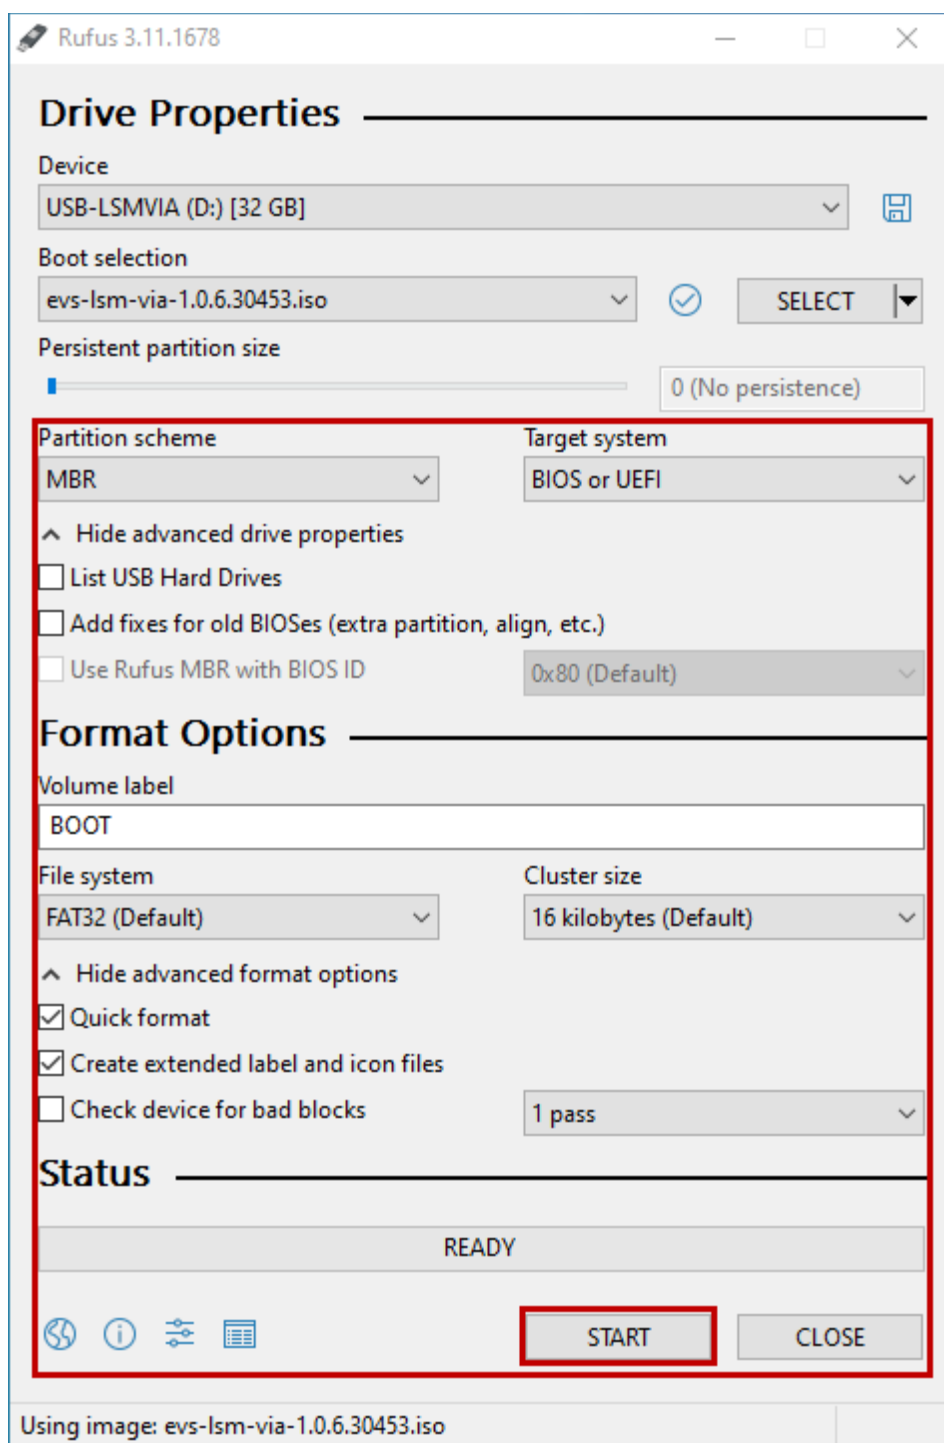 Rufus 3.11.1678
Drive Properties
Device
USB-LSMVIA (D:) [32 GB]
Boot selection
evs-lsm-via-1.0.6.30453.iso
SELECT
Persistent partition size
0 (No persistence)
Partition scheme
Target system
MBR
BIOS or UEFI
Hide advanced drive properties
List USB Hard Drives
Add fixes for old BIOSes (extra partition, align, etc.)
Use Rufus MBR with BIOS ID
0x80 (Default)
Format Options
Volume label
BOOT
File system
Cluster size
FAT32 (Default)
16 kilobytes (Default)
Hide advanced format options
Quick format
Create extended label and icon files
Check device for bad blocks
1 pass
Status
READY
START
CLOSE
Using image: evs-lsm-via-1.0.6.30453.iso